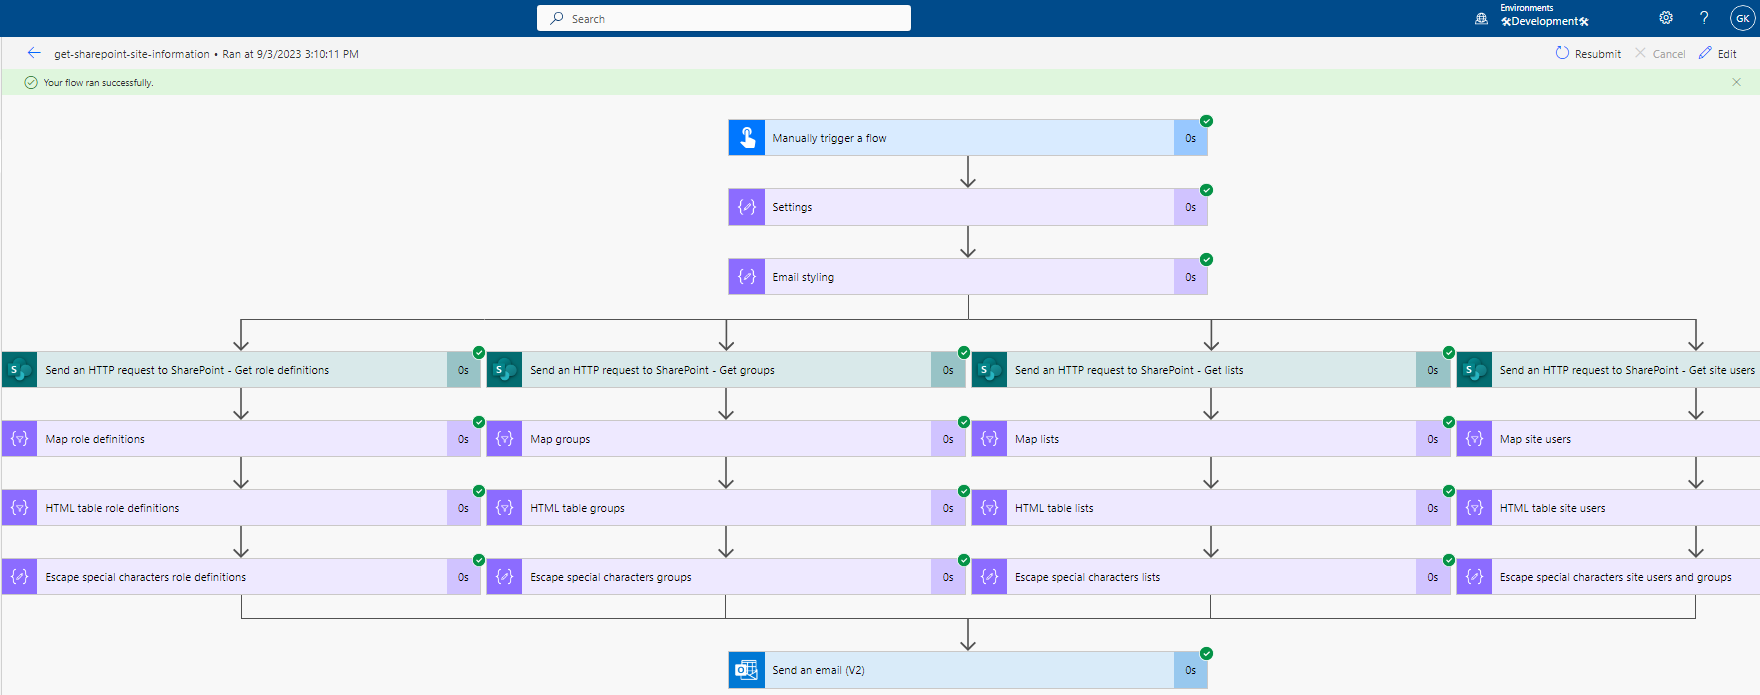 Search
Environments
🛠Development🛠
?
GK
get-sharepoint-site-information • Ran at 9/3/2023 3:10:11 PM
Resubmit
Cancel
Edit
Your flow ran successfully.
Manually trigger a flow 0s
Settings 0s
Email styling 0s
Send an HTTP request to SharePoint - Get role definitions 0s
Send an HTTP request to SharePoint - Get groups 0s
Send an HTTP request to SharePoint - Get lists 0s
Send an HTTP request to SharePoint - Get site users
Map role definitions 0s
Map groups 0s
Map lists 0s
Map site users
HTML table role definitions 0s
HTML table groups 0s
HTML table lists 0s
HTML table site users
Escape special characters role definitions 0s
Escape special characters groups 0s
Escape special characters lists 0s
Escape special characters site users and groups
Send an email (V2) 0s